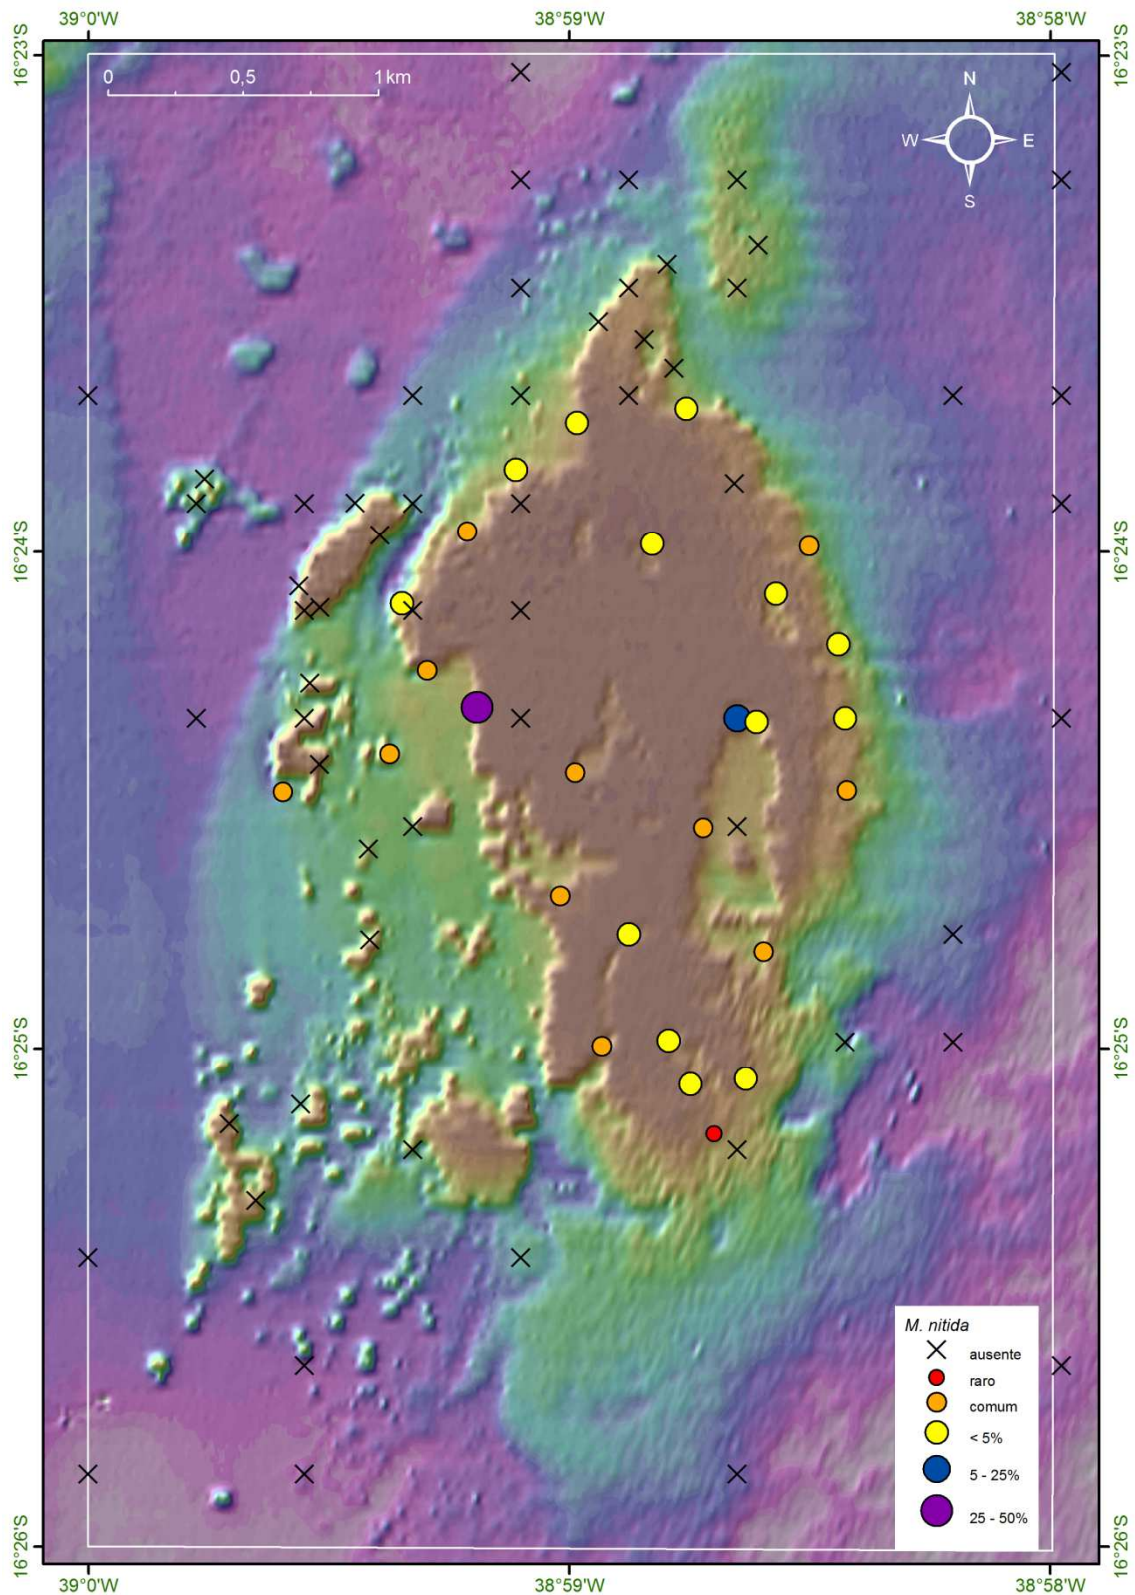 39°0'W 38°59'W 38°58'W
16°23'S 16°23'S
0 0,5 1 km
N
W E
S
16°24'S 16°24'S
16°25'S 16°25'S
M. nitida
ausente
raro
comum
< 5%
5 - 25%
25 - 50%
16°26'S 16°26'S
39°0'W 38°59'W 38°58'W